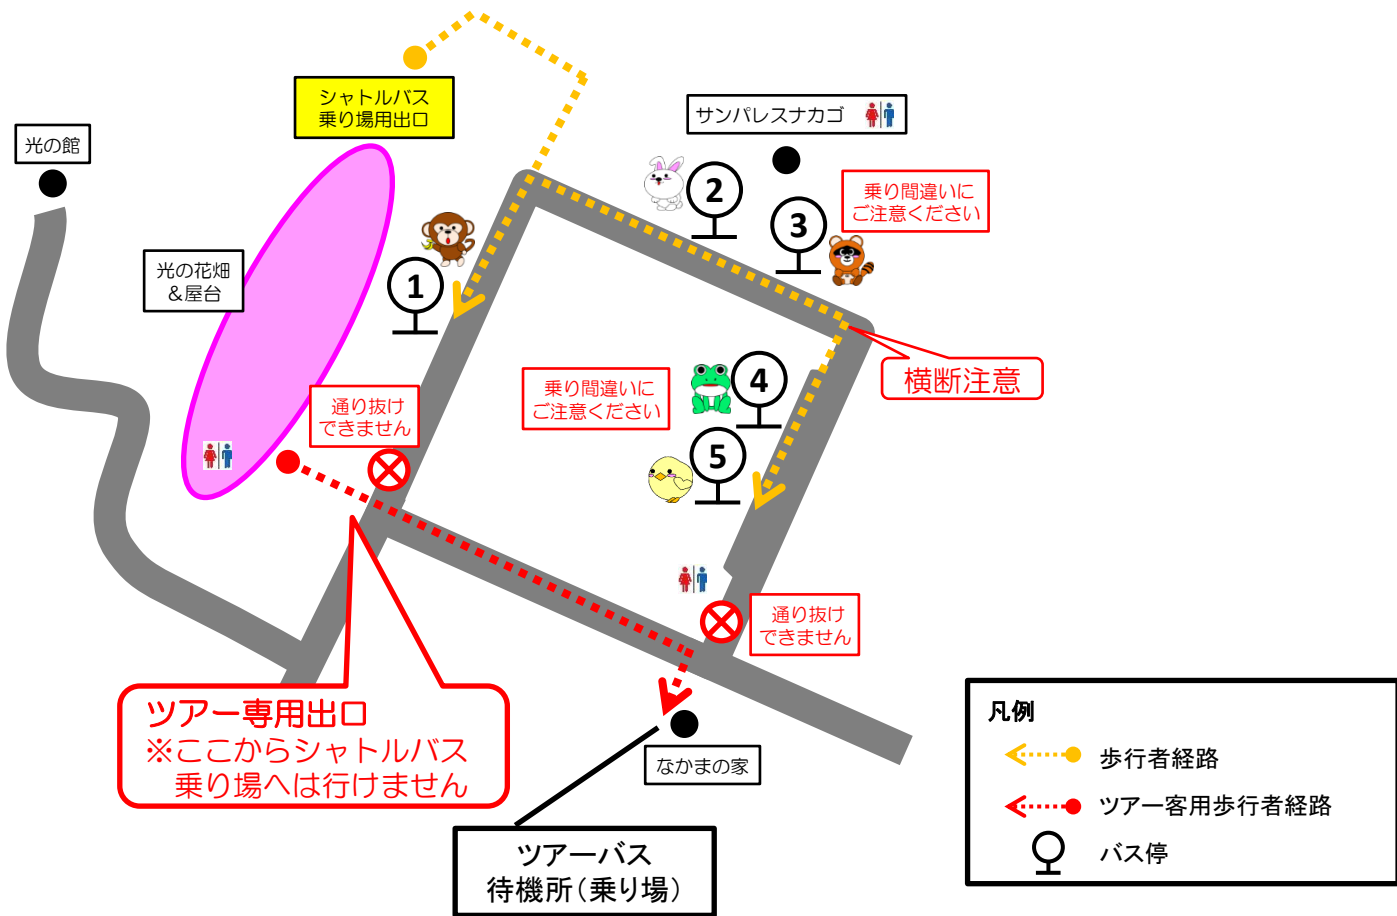 シャトルバス
乗り場用出口
サンパレスナカゴ
光の館
乗り間違いに
ご注意ください
2
3
光の花畑
&屋台
1
横断注意
乗り間違いに
ご注意ください
4
通り抜け
できません
5
通り抜け
できません
ツアー専用出口
※ここからシャトルバス
乗り場へは行けません
なかまの家
ツアーバス
待機所(乗り場)
凡例
歩行者経路
ツアー客用歩行者経路
バス停